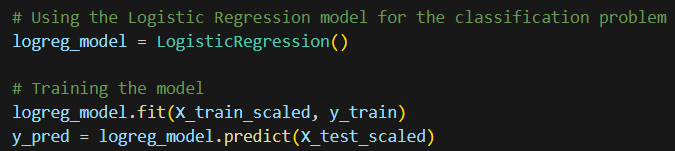 # Using the Logistic Regression model for the classification problem
logreg_model = LogisticRegression()
# Training the model
logreg_model.fit(X_train_scaled, y_train)
y_pred = logreg_model.predict(X_test_scaled)